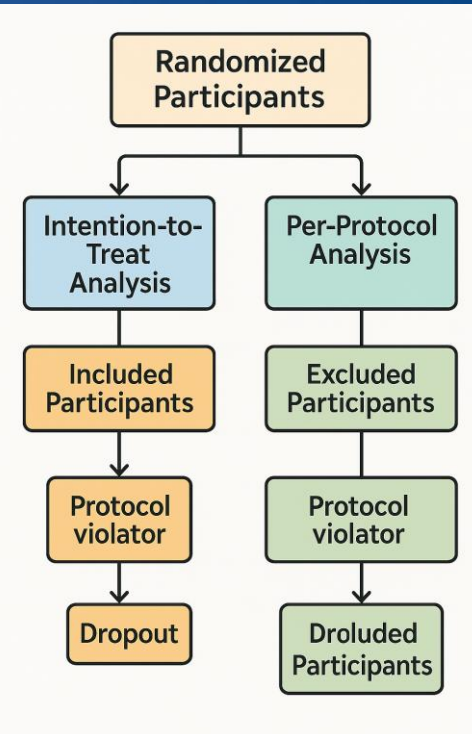 Randomized
Participants
Intention-to-
Treat
Analysis
Per-Protocol
Analysis
Included
Participants
Excluded
Participants
Protocol
violator
Protocol
violator
Dropout
Droluded
Participants